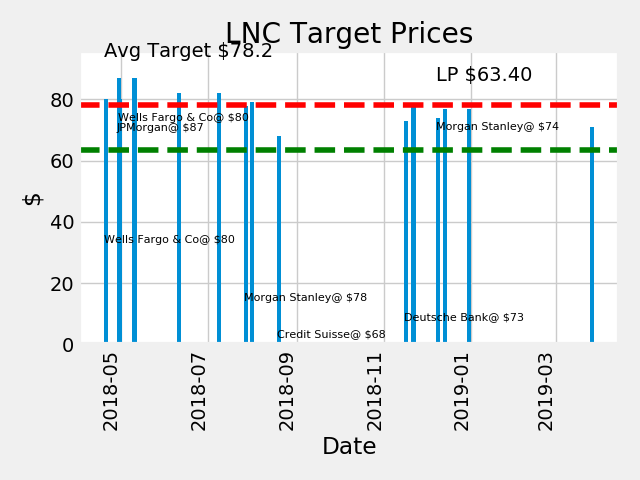 LNC Target Prices
Avg Target $78.2
LP $63.40
80
Wells Fargo & Co@ $80
JPMorgan@ $87
Morgan Stanley@ $74
60
$
40
Wells Fargo & Co@ $80
20
Morgan Stanley@ $78
Deutsche Bank@ $73
Credit Suisse@ $68
0
2018-05
2018-07
2018-09
2018-11
2019-01
2019-03
Date